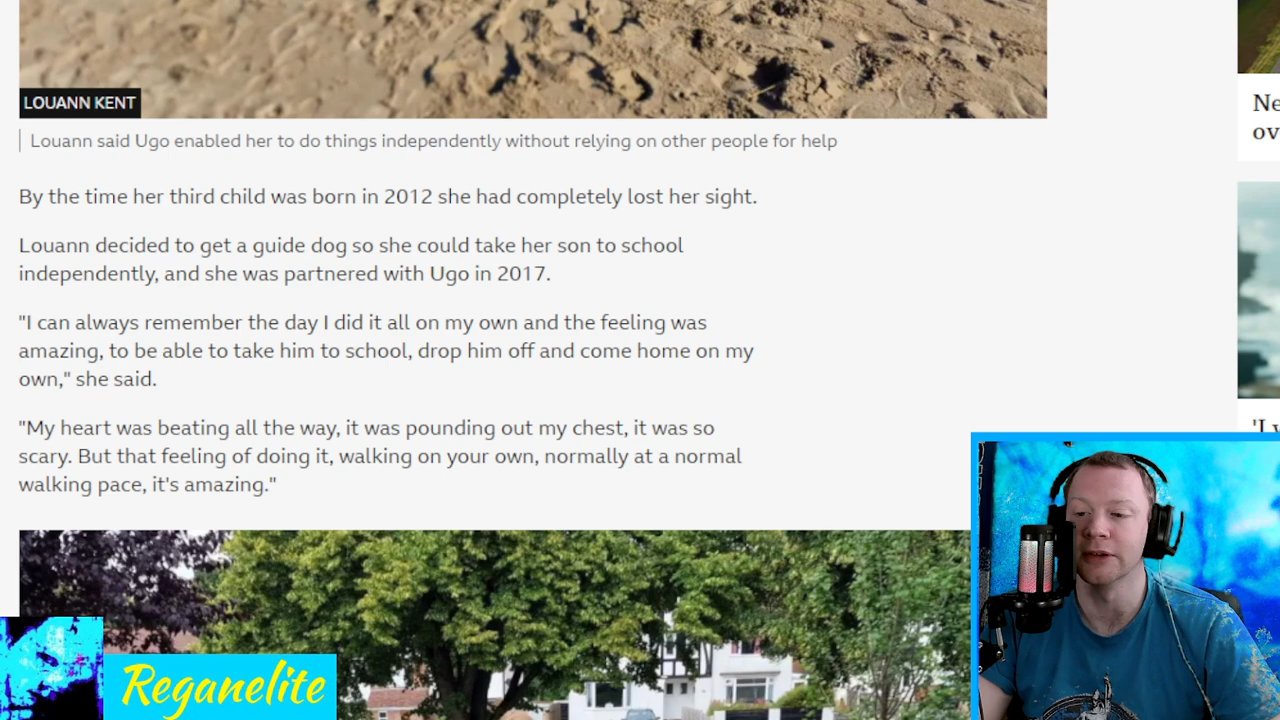 LOUANN KENT
Louann said Ugo enabled her to do things independently without relying on other people for help
By the time her third child was born in 2012 she had completely lost her sight.
Louann decided to get a guide dog so she could take her son to school
independently, and she was partnered with Ugo in 2017.
"I can always remember the day I did it all on my own and the feeling was
amazing, to be able to take him to school, drop him off and come home on my
own," she said.
"My heart was beating all the way, it was pounding out my chest, it was so
scary. But that feeling of doing it, walking on your own, normally at a normal
walking pace, it's amazing."
Reganelite